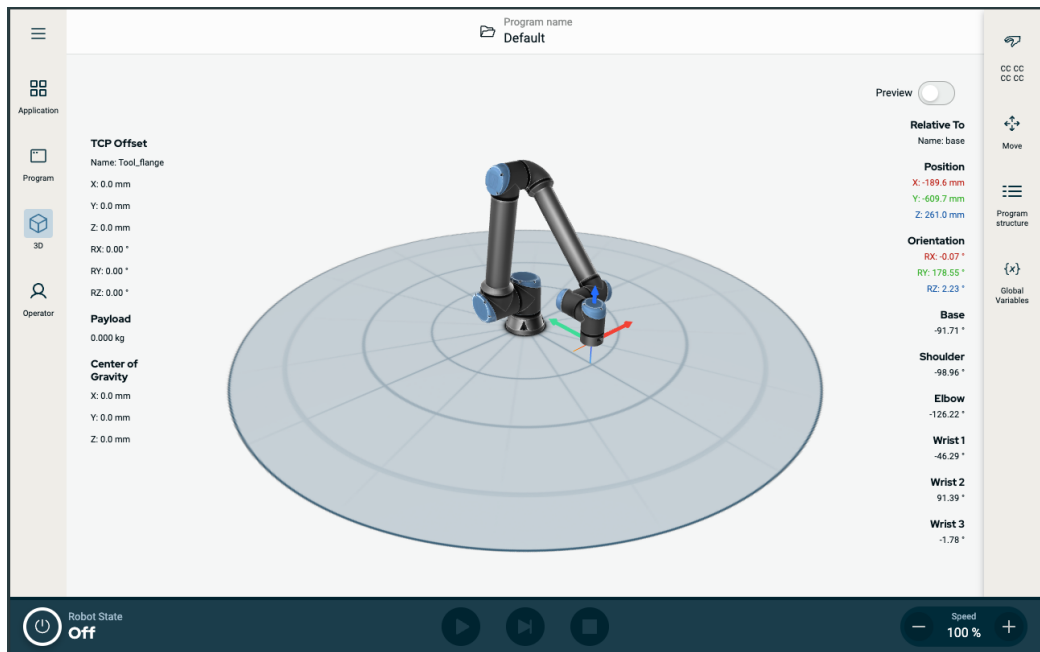 Program name
Default
Application
Program
3D
Operator
TCP Offset
Name: Tool_flange
X: 0.0 mm
Y: 0.0 mm
Z: 0.0 mm
RX: 0.00 °
RY: 0.00 °
RZ: 0.00 °
Payload
0.000 kg
Center of
Gravity
X: 0.0 mm
Y: 0.0 mm
Z: 0.0 mm
Preview
Relative To
Name: base
Position
X: -189.6 mm
Y: -609.7 mm
Z: 261.0 mm
Orientation
RX: -0.07 °
RY: 178.55 °
RZ: 2.23 °
Base
-91.71 °
Shoulder
-98.96 °
Elbow
-126.22 °
Wrist 1
-46.29 °
Wrist 2
91.39 °
Wrist 3
-1.78 °
CC CC
CC CC
Move
Program
structure
{x}
Global
Variables
Robot State
Off
Speed
100 %